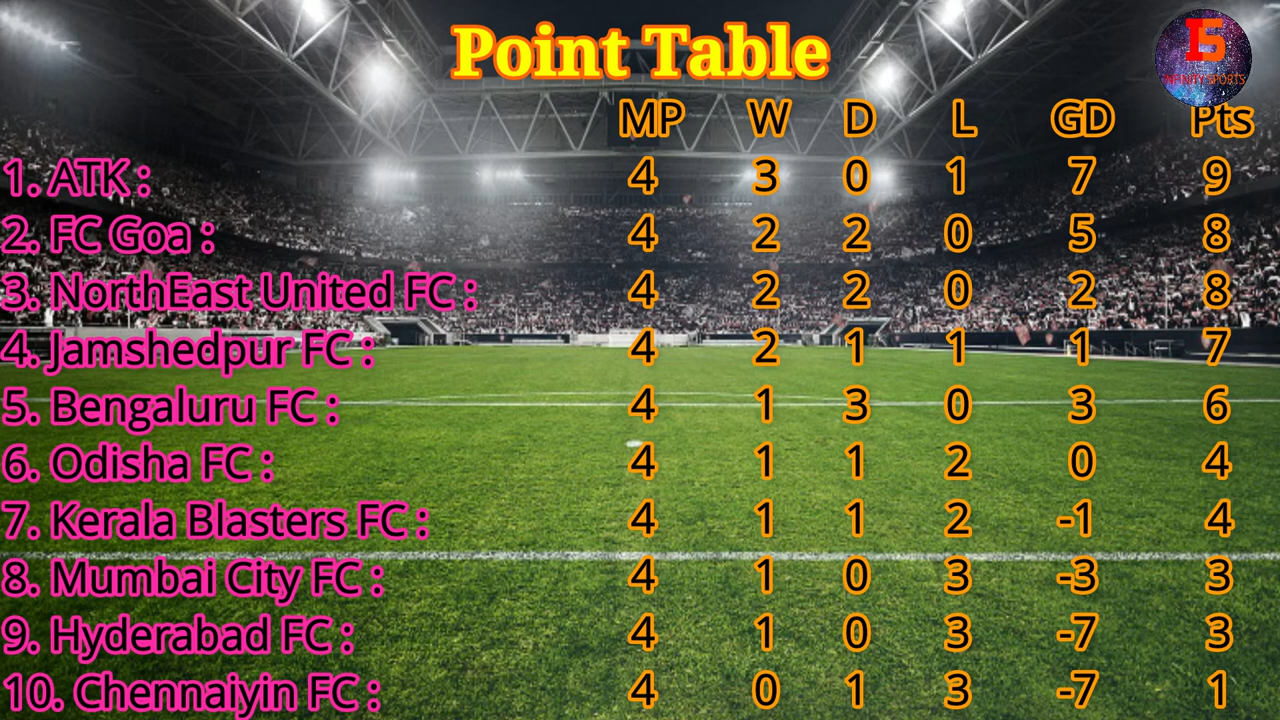 Point Table
INFINITY SPORTS
MP W D L GD Pts
1. ATK : 4 3 0 1 7 9
2. FC Goa : 4 2 2 0 5 8
3. NorthEast United FC : 4 2 2 0 2 8
4. Jamshedpur FC : 4 2 1 1 1 7
5. Bengaluru FC : 4 1 3 0 3 6
6. Odisha FC : 4 1 1 2 0 4
7. Kerala Blasters FC : 4 1 1 2 -1 4
8. Mumbai City FC : 4 1 0 3 -3 3
9. Hyderabad FC : 4 1 0 3 -7 3
10. Chennaiyin FC : 4 0 1 3 -7 1